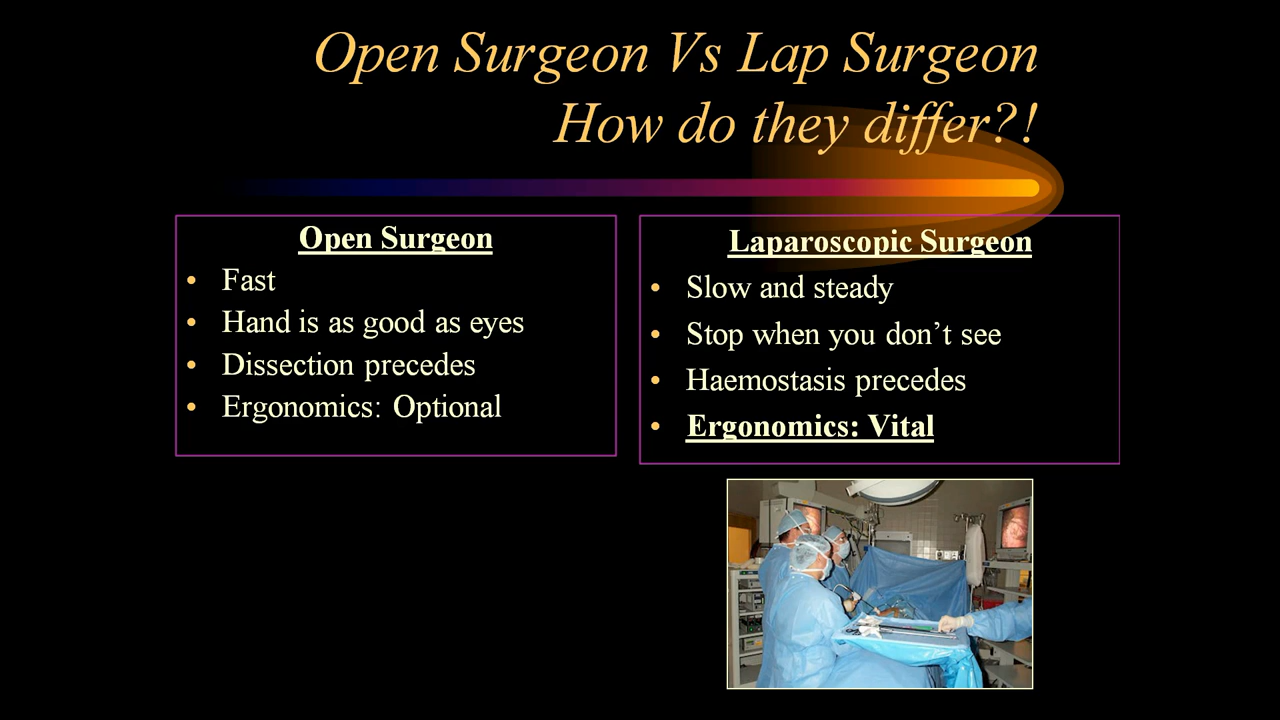 Open Surgeon Vs Lap Surgeon
How do they differ?!
Open Surgeon
• Fast
• Hand is as good as eyes
• Dissection precedes
• Ergonomics: Optional
Laparoscopic Surgeon
• Slow and steady
• Stop when you don’t see
• Haemostasis precedes
• Ergonomics: Vital